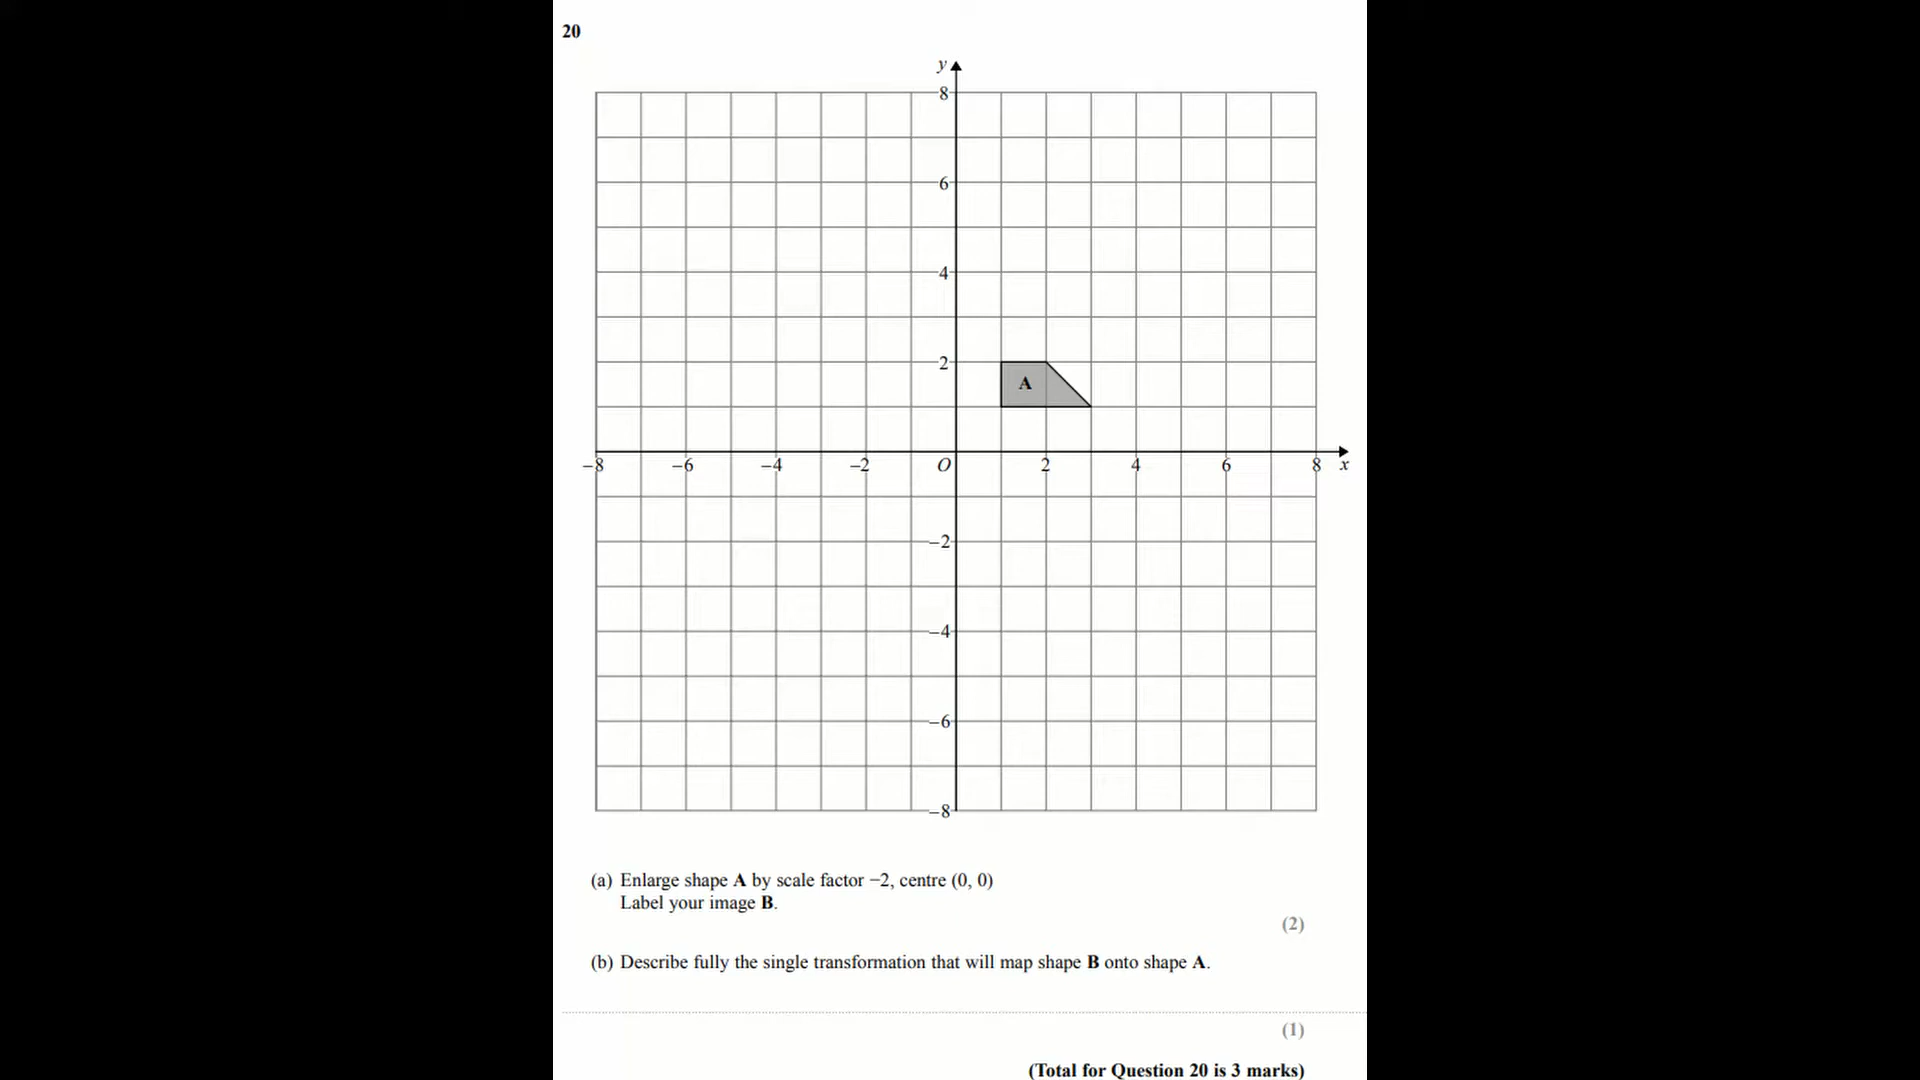 20
y
8
6
4
2
A
−8 −6 −4 −2 O 2 4 6 8 x
−2
−4
−6
−8
(a) Enlarge shape A by scale factor −2, centre (0, 0)
Label your image B.
(2)
(b) Describe fully the single transformation that will map shape B onto shape A.
(1)
(Total for Question 20 is 3 marks)